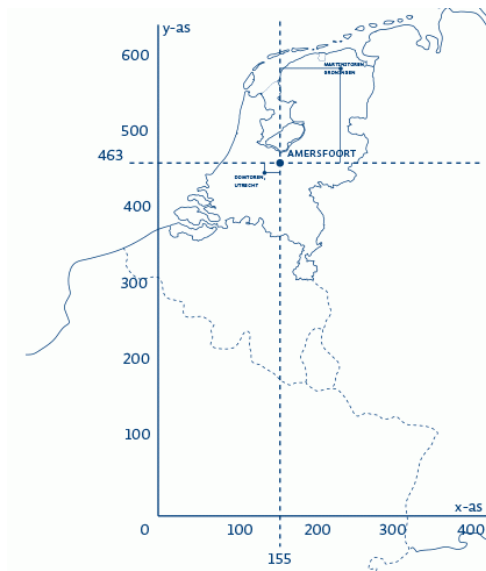 y-as
600
MARTINITOREN,
GRONINGEN
500
463
AMERSFOORT
DOMTOREN,
UTRECHT
400
300
200
100
x-as
0
100
200
300
400
155